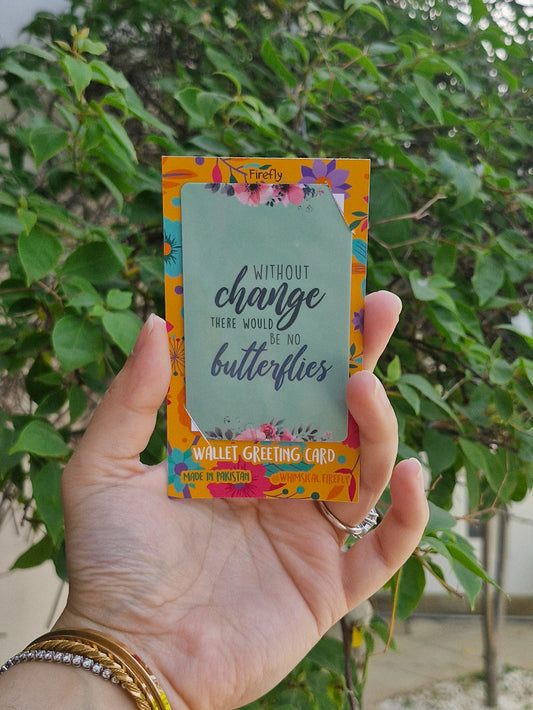 Firefly
WITHOUT
change
THERE WOULD
BE NO
butterflies
WALLET GREETING CARD
MADE IN PAKISTAN @WHIMSICAL FIREFLY